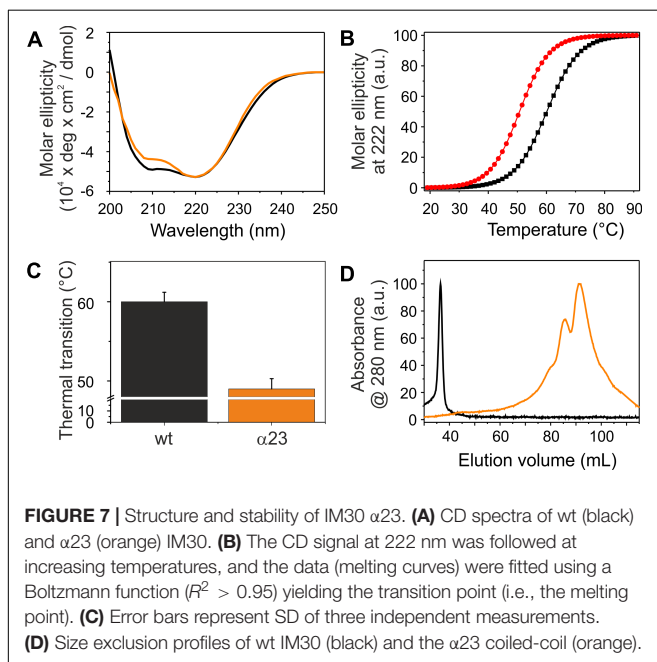 A
Molar ellipticity
(10⁴ x deg x cm² / dmol)
2
0
-2
-4
-6
200 210 220 230 240 250
Wavelength (nm)
B
Molar ellipticity
at 222 nm (a.u.)
100
80
60
40
20
0
20 30 40 50 60 70 80 90
Temperature (°C)
C
Thermal transition (°C)
60
50
10
0
wt α23
D
Absorbance
@ 280 nm (a.u.)
100
80
60
40
20
0
40 60 80 100
Elution volume (mL)
FIGURE 7 | Structure and stability of IM30 α23. (A) CD spectra of wt (black)
and α23 (orange) IM30. (B) The CD signal at 222 nm was followed at
increasing temperatures, and the data (melting curves) were fitted using a
Boltzmann function (R² > 0.95) yielding the transition point (i.e., the melting
point). (C) Error bars represent SD of three independent measurements.
(D) Size exclusion profiles of wt IM30 (black) and the α23 coiled-coil (orange).